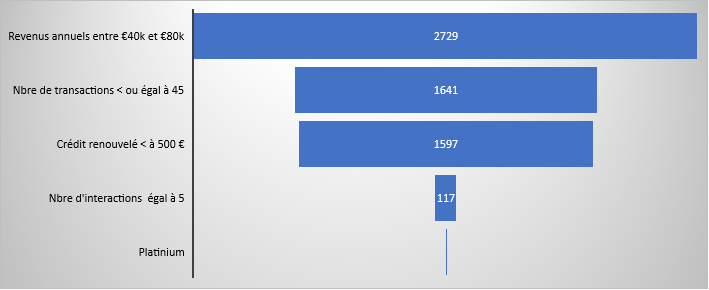 Revenus annuels entre €40k et €80k
2729
Nbre de transactions < ou égal à 45
1641
Crédit renouvelé < à 500 €
1597
Nbre d'interactions  égal à 5
117
Platinium